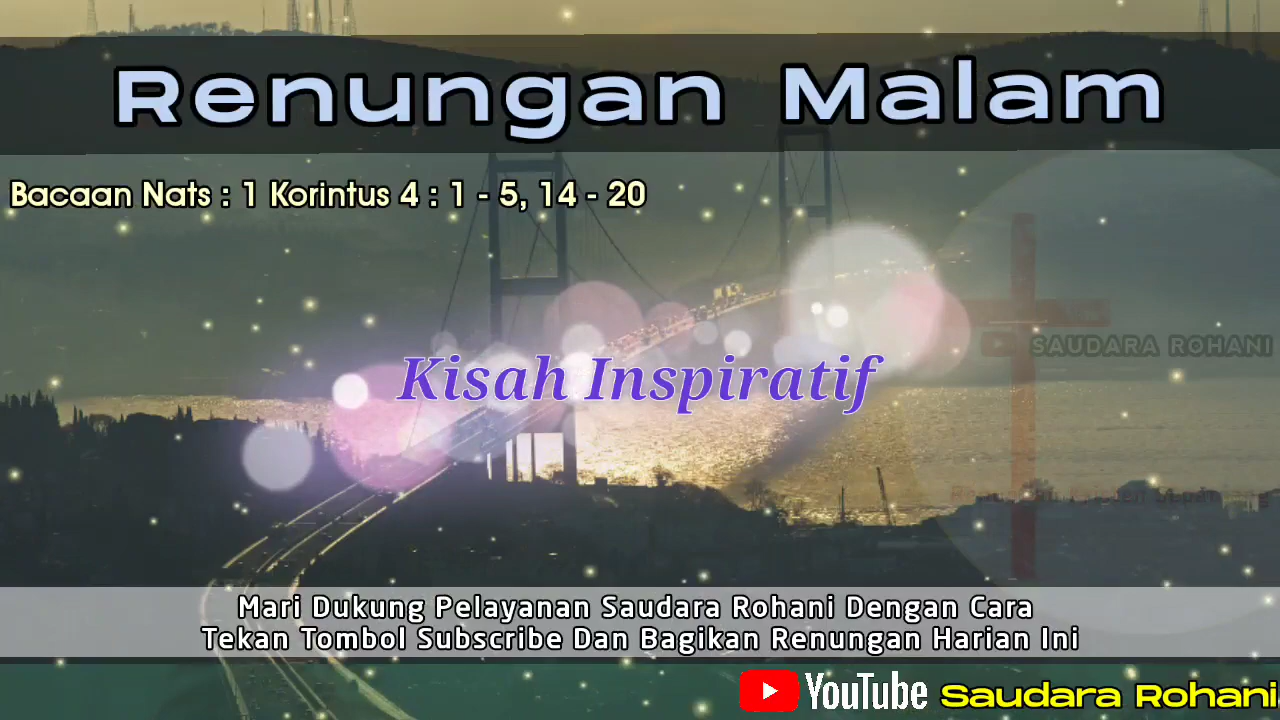 Renungan Malam
Bacaan Nats : 1 Korintus 4 : 1 - 5, 14 - 20
SAUDARA ROHANI
Kisah Inspiratif
Mari Dukung Pelayanan Saudara Rohani Dengan Cara
Tekan Tombol Subscribe Dan Bagikan Renungan Harian Ini
YouTube Saudara Rohani